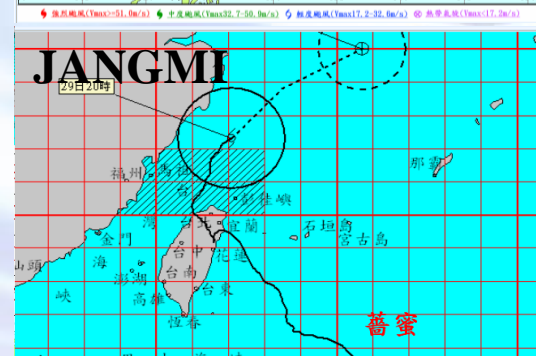 強烈颱風(Vmax>=51.0m/s) 中度颱風(Vmax32.7-50.9m/s) 輕度颱風(Vmax17.2-32.6m/s) 熱帶氣旋(Vmax<17.2m/s)
JANGMI
29日20時
福州 馬祖
台
那霸
彭佳嶼
灣 台北 宜蘭 石垣島
金門 宮古島
台中 花蓮
海
汕頭
澎湖 台南
台東
高雄
峽
恆春
薔蜜